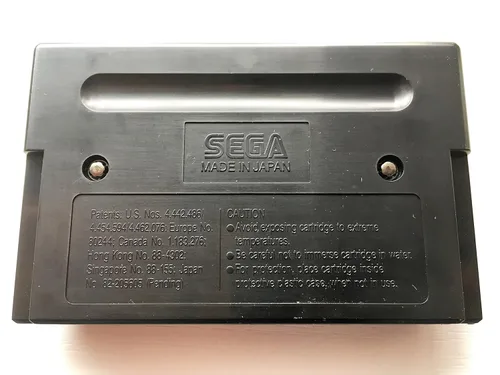 SEGA
MADE IN JAPAN
Patents: U.S. Nos. 4,442,486/
4,454,594/4,462,076; Europe No.
80244; Canada No. 1,183,276;
Hong Kong No. 88-4302;
Singapore No. 88-155; Japan
No. 82-205605 (Pending)
CAUTION
● Avoid exposing cartridge to extreme
temperatures.
● Be careful not to immerse cartridge in water.
● For protection, place cartridge inside
protective plastic case, when not in use.